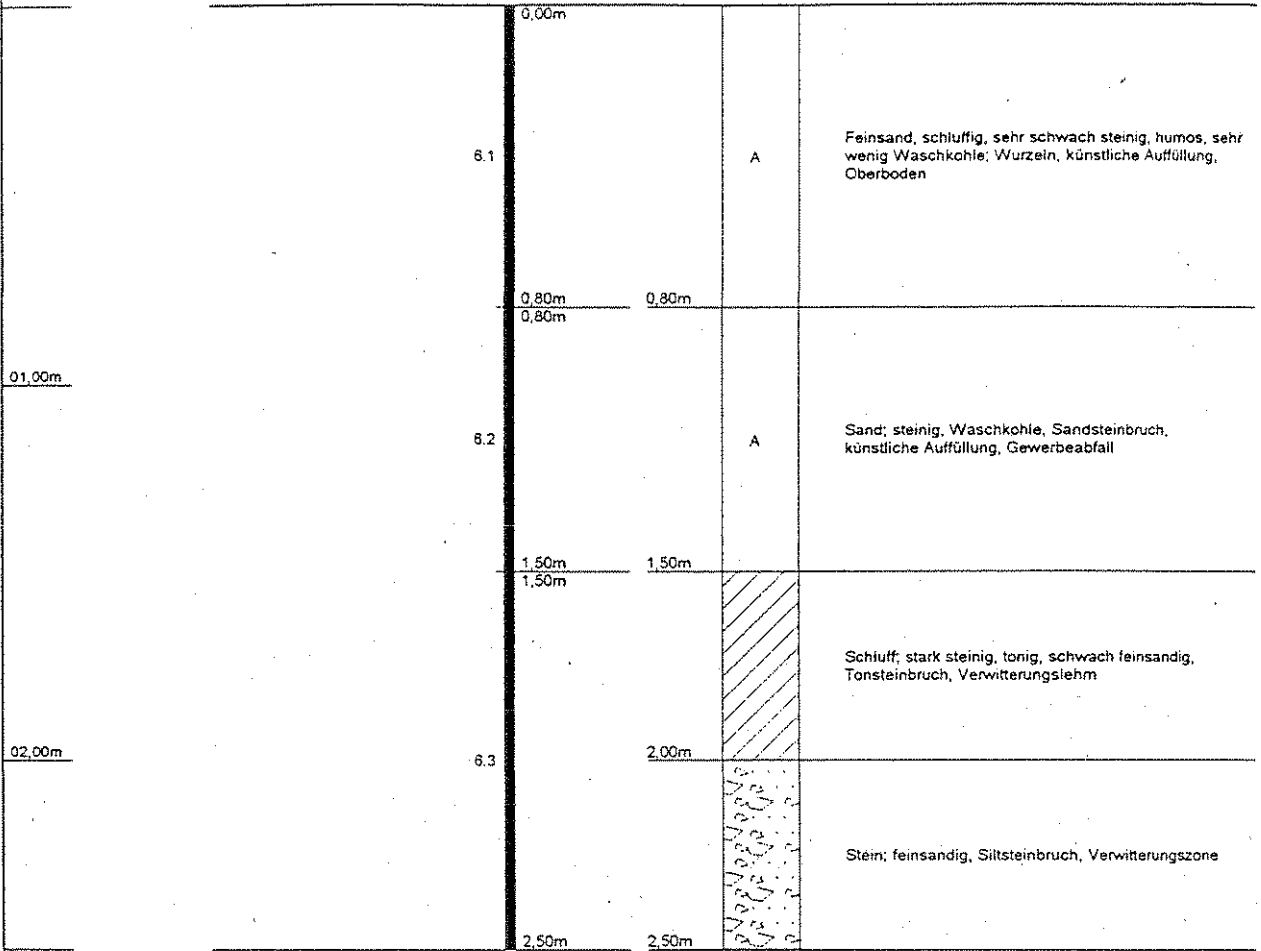 0,00m
6.1
A
Feinsand, schluffig, sehr schwach steinig, humos, sehr
wenig Waschkohle; Wurzeln, künstliche Auffüllung,
Oberboden
0,80m
0,80m
0,80m
01,00m
6.2
A
Sand; steinig, Waschkohle, Sandsteinbruch,
künstliche Auffüllung, Gewerbeabfall
1,50m
1,50m
1,50m
Schluff; stark steinig, tonig, schwach feinsandig,
Tonsteinbruch, Verwitterungslehm
02,00m
6.3
2,00m
Stein; feinsandig, Siltsteinbruch, Verwitterungszone
2,50m
2,50m